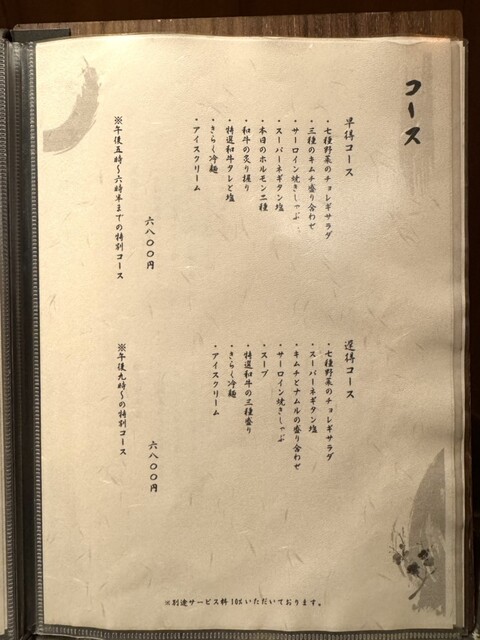 コース
早得コース
・七種野菜のチョレギサラダ
・三種のキムチ盛り合わせ
・サーロイン焼きしゃぶ
・スーパーネギタン塩
・本日のホルモン二種
・和牛の炙り握り
・特選和牛タレと塩
・きらく冷麺
・アイスクリーム
六八〇〇円
※午後五時〜六時半までの特別コース
遅得コース
・七種野菜のチョレギサラダ
・スーパーネギタン塩
・キムチとナムルの盛り合わせ
・サーロイン焼きしゃぶ
・スープ
・特選和牛の三種盛り
・きらく冷麺
・アイスクリーム
六八〇〇円
※午後九時〜の特別コース
※別途サービス料10%いただいております。